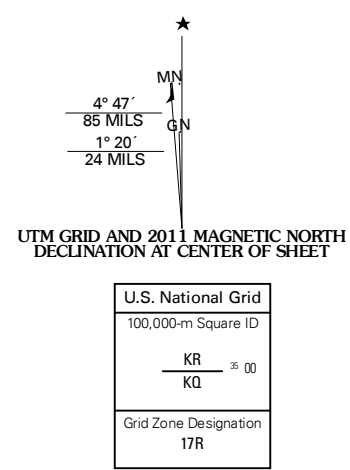 ★
MN
4° 47´
85 MILS
GN
1° 20´
24 MILS
UTM GRID AND 2011 MAGNETIC NORTH
DECLINATION AT CENTER OF SHEET
U.S. National Grid
100,000-m Square ID
KR
35 00
KQ
Grid Zone Designation
17R